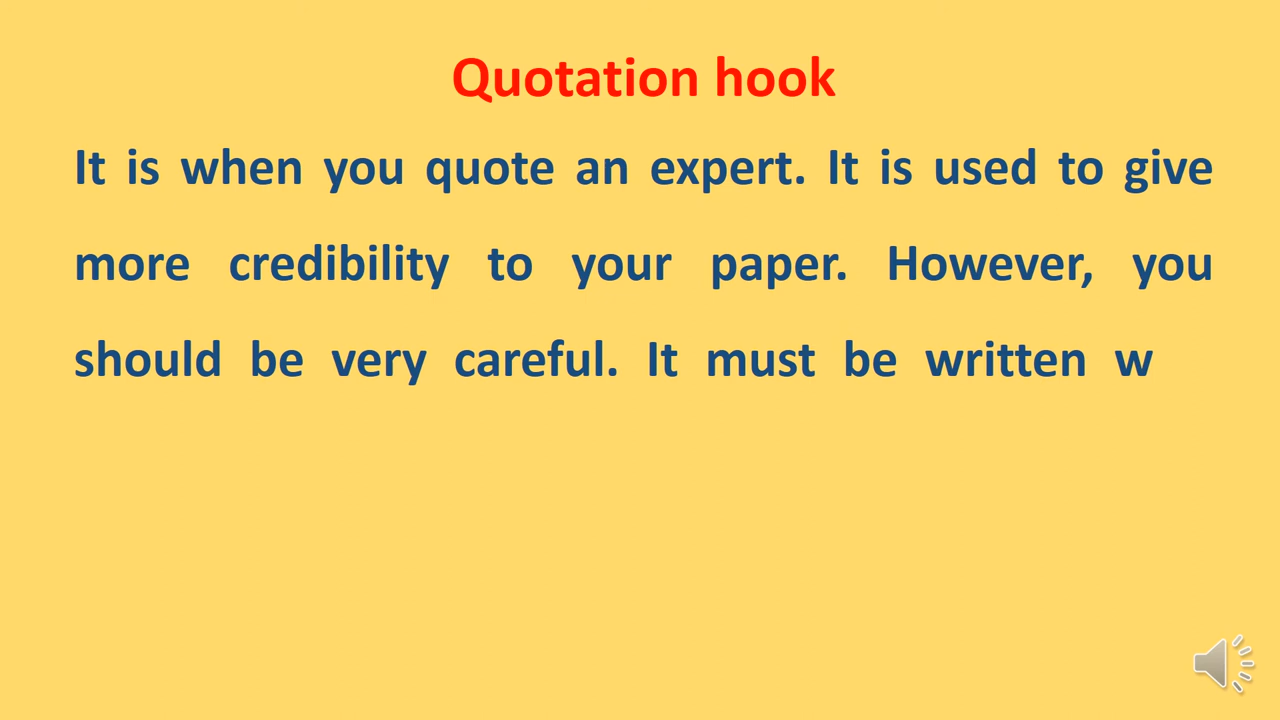 Quotation hook
It is when you quote an expert. It is used to give
more credibility to your paper. However, you
should be very careful. It must be written w